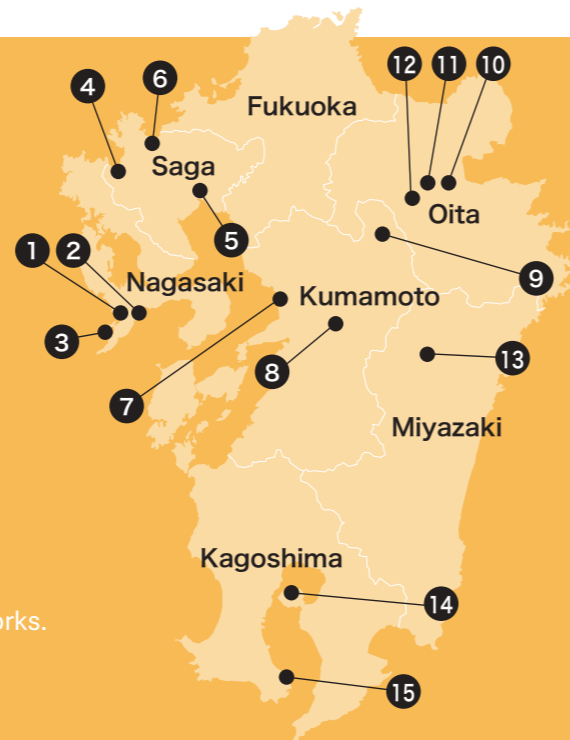 6
12 11 10
4
Fukuoka
Saga
Oita
5
1 2
Nagasaki
9
Kumamoto
3
13
8
7
Miyazaki
Kagoshima
14
orks.
15